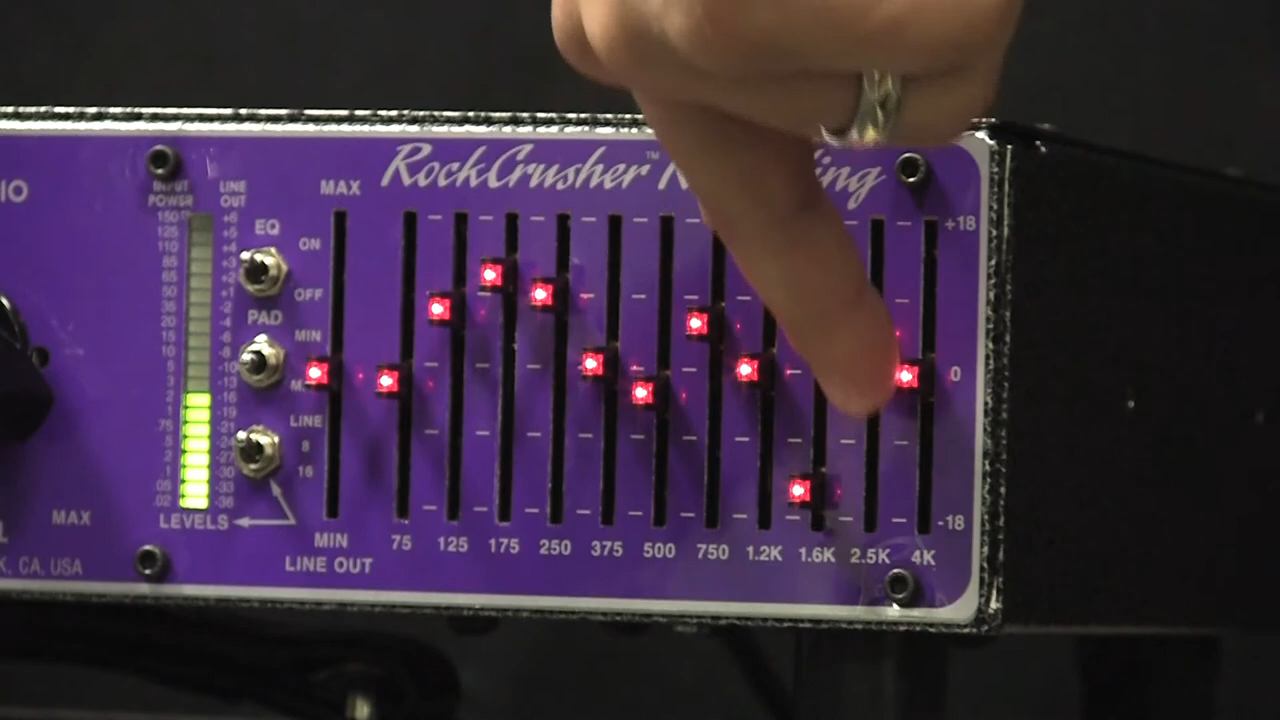 RockCrusher™
ing
IO
INPUT POWER
LINE OUT
MAX
EQ
ON
OFF
PAD
MIN
LINE
8
16
150
125
110
85
65
50
35
20
15
10
5
3
2
1
.75
.5
.2
.1
.05
.02
+6
+5
+4
+3
+2
+1
-2
-4
-6
-8
-10
-13
-16
-19
-21
-24
-27
-30
-33
-36
+18
0
-18
LEVELS
MAX
MIN
LINE OUT
75 125 175 250 375 500 750 1.2K 1.6K 2.5K 4K
L
K, CA, USA